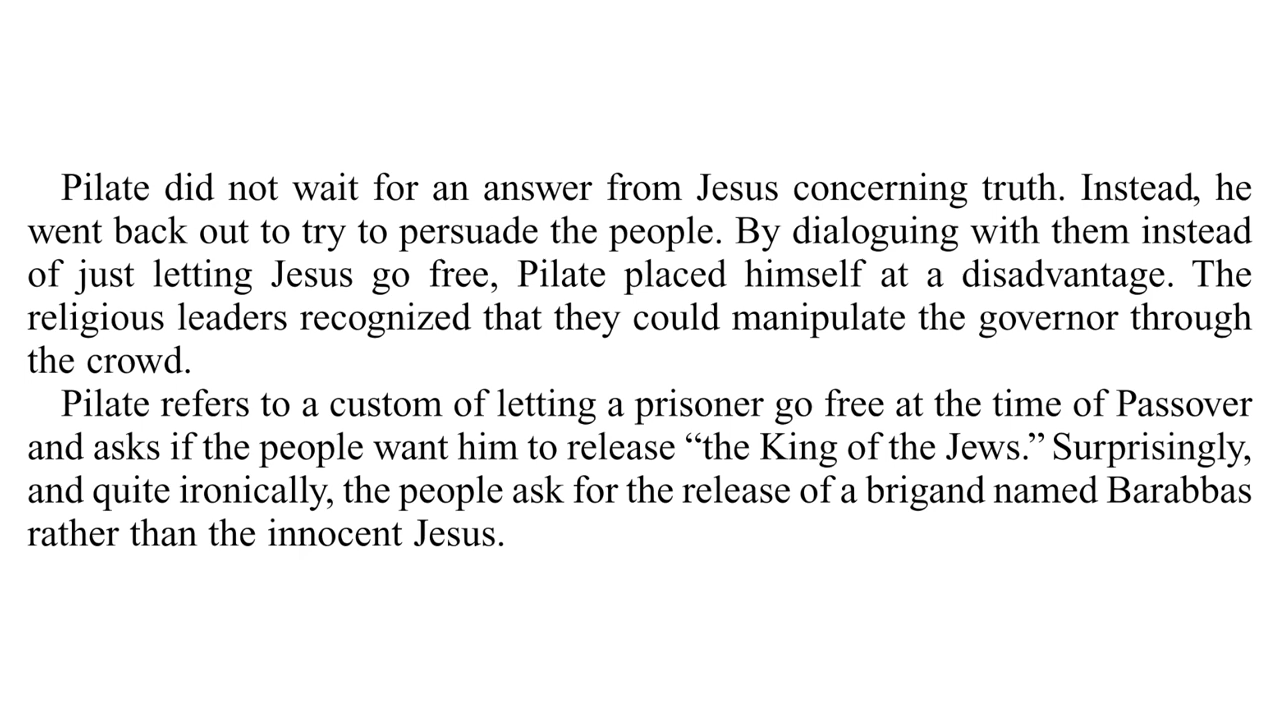 Pilate did not wait for an answer from Jesus concerning truth. Instead, he
went back out to try to persuade the people. By dialoguing with them instead
of just letting Jesus go free, Pilate placed himself at a disadvantage. The
religious leaders recognized that they could manipulate the governor through
the crowd.
Pilate refers to a custom of letting a prisoner go free at the time of Passover
and asks if the people want him to release “the King of the Jews.” Surprisingly,
and quite ironically, the people ask for the release of a brigand named Barabbas
rather than the innocent Jesus.